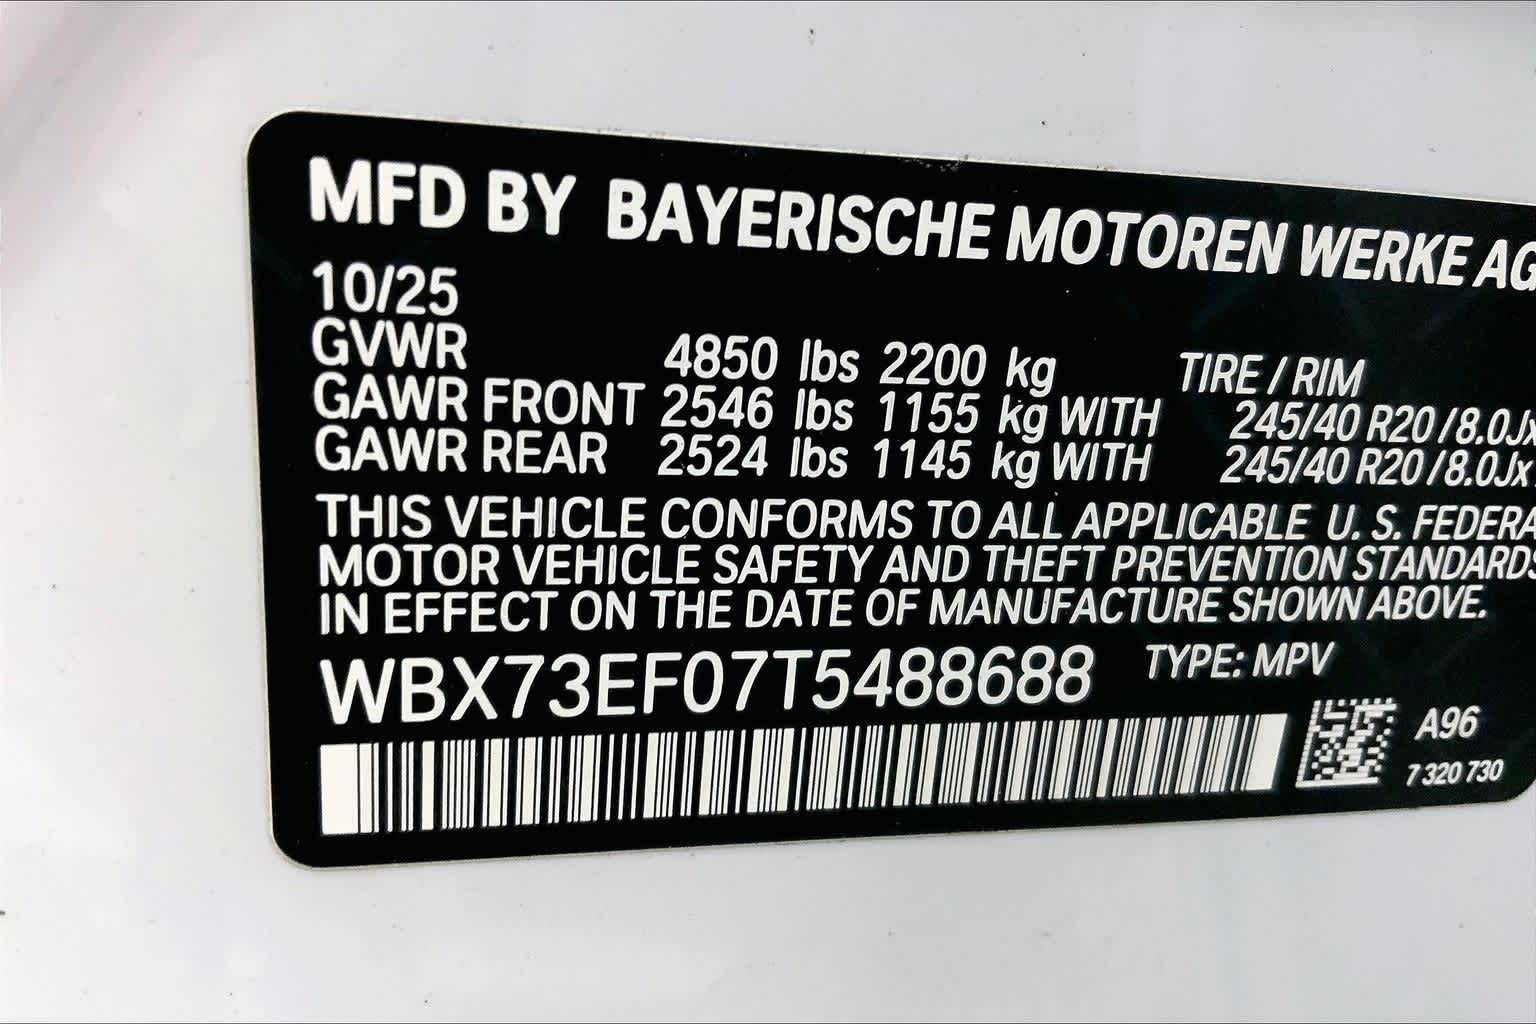 MFD BY BAYERISCHE MOTOREN WERKE AG
10/25
GVWR 4850 lbs 2200 kg TIRE / RIM
GAWR FRONT 2546 lbs 1155 kg WITH 245/40 R20 / 8.0Jx
GAWR REAR 2524 lbs 1145 kg WITH 245/40 R20 / 8.0Jx
THIS VEHICLE CONFORMS TO ALL APPLICABLE U. S. FEDERA
MOTOR VEHICLE SAFETY AND THEFT PREVENTION STANDARDS
IN EFFECT ON THE DATE OF MANUFACTURE SHOWN ABOVE.
WBX73EF07T5488688 TYPE: MPV
A96
7 320 730